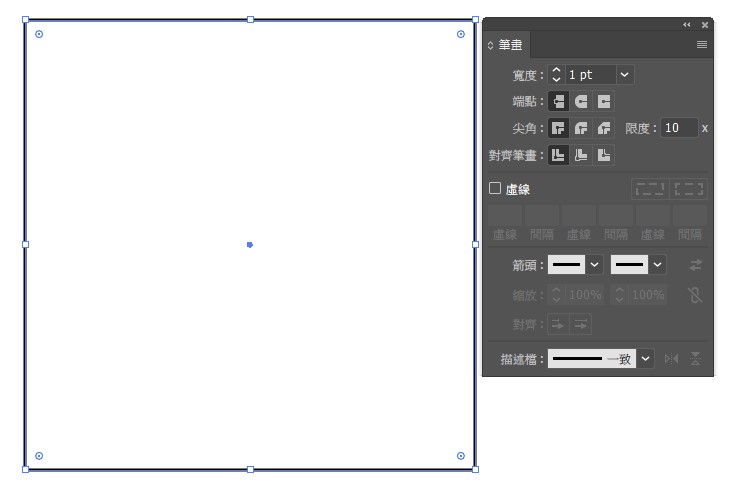 筆畫
寬度： 1 pt
端點：
尖角： 限度： 10 x
對齊筆畫：
虛線
虛線 間隔 虛線 間隔 虛線 間隔
箭頭：
縮放： 100% 100%
對齊：
描述檔： 一致